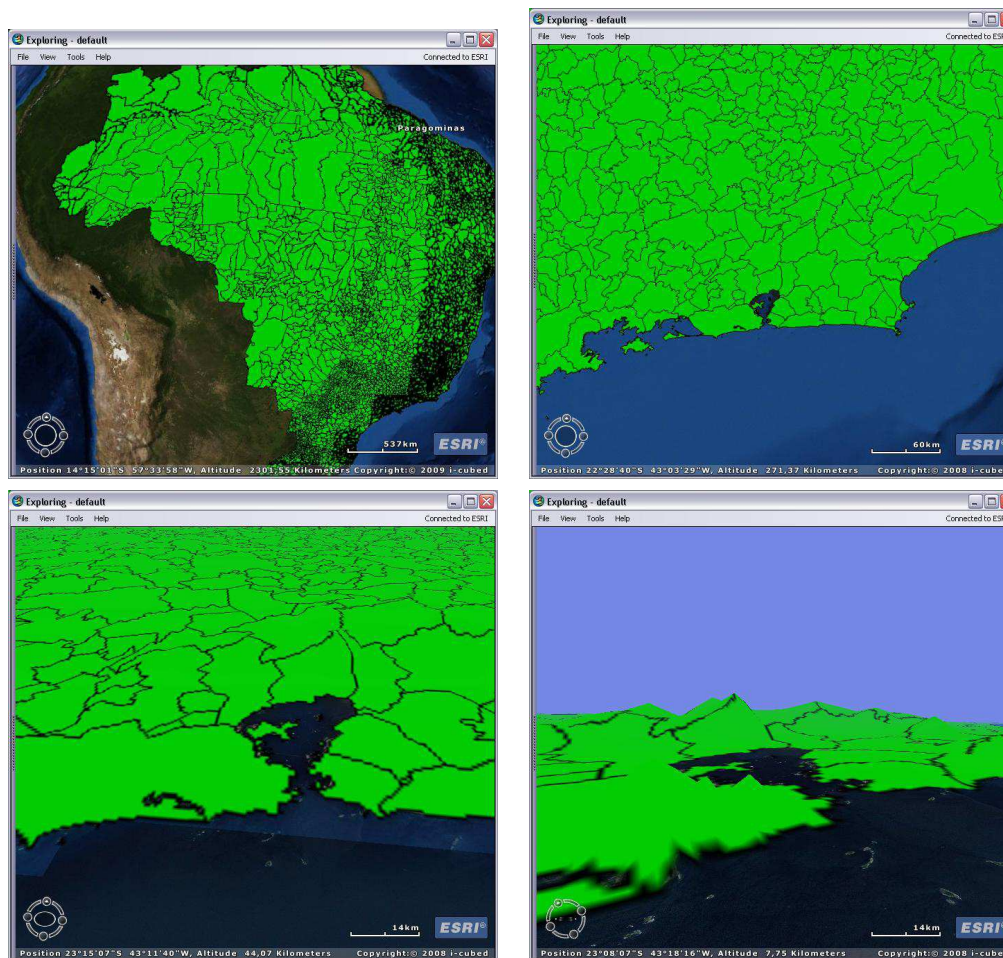 Exploring - default
File View Tools Help Connected to ESRI
Paragominas
537km
ESRI®
Position 14°15'01"S 57°33'58"W, Altitude 2301,55 Kilometers Copyright:© 2009 i-cubed
Exploring - default
File View Tools Help Connected to ESRI
60km
ESRI
Position 22°28'40"S 43°03'29"W, Altitude 271,37 Kilometers Copyright:© 2008 i-cubed
Exploring - default
File View Tools Help Connected to ESRI
14km
ESRI®
Position 23°15'07"S 43°11'40"W, Altitude 44,07 Kilometers Copyright:© 2008 i-cubed
Exploring - default
File View Tools Help Connected to ESRI
14km
ESRI
Position 23°08'07"S 43°18'16"W, Altitude 7,75 Kilometers Copyright:© 2008 i-cubed